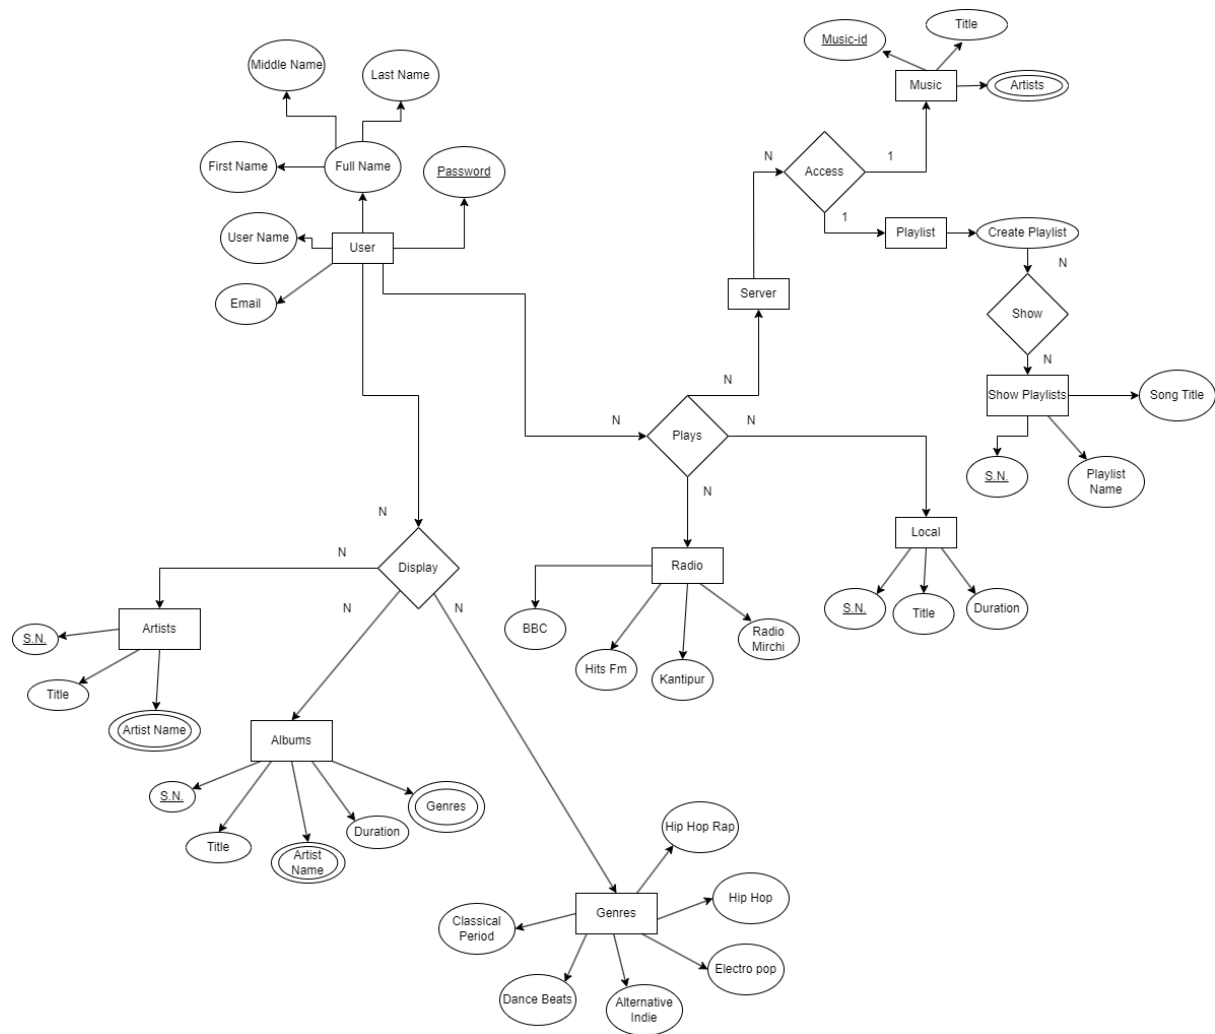 Music-id
Title
Middle Name
Last Name
Music
Artists
First Name
Full Name
Password
N
Access
1
1
User Name
User
Playlist
Create Playlist
N
Email
Server
Show
N
N
Show Playlists
Song Title
N
Plays
N
S.N.
Playlist
Name
N
N
Local
N
Display
Radio
N
N
S.N.
Title
Duration
BBC
Radio
Mirchi
S.N.
Artists
Hits Fm
Kantipur
Title
Artist Name
Albums
S.N.
Genres
Title
Duration
Artist
Name
Hip Hop Rap
Hip Hop
Genres
Classical
Period
Electro pop
Dance Beats
Alternative
Indie